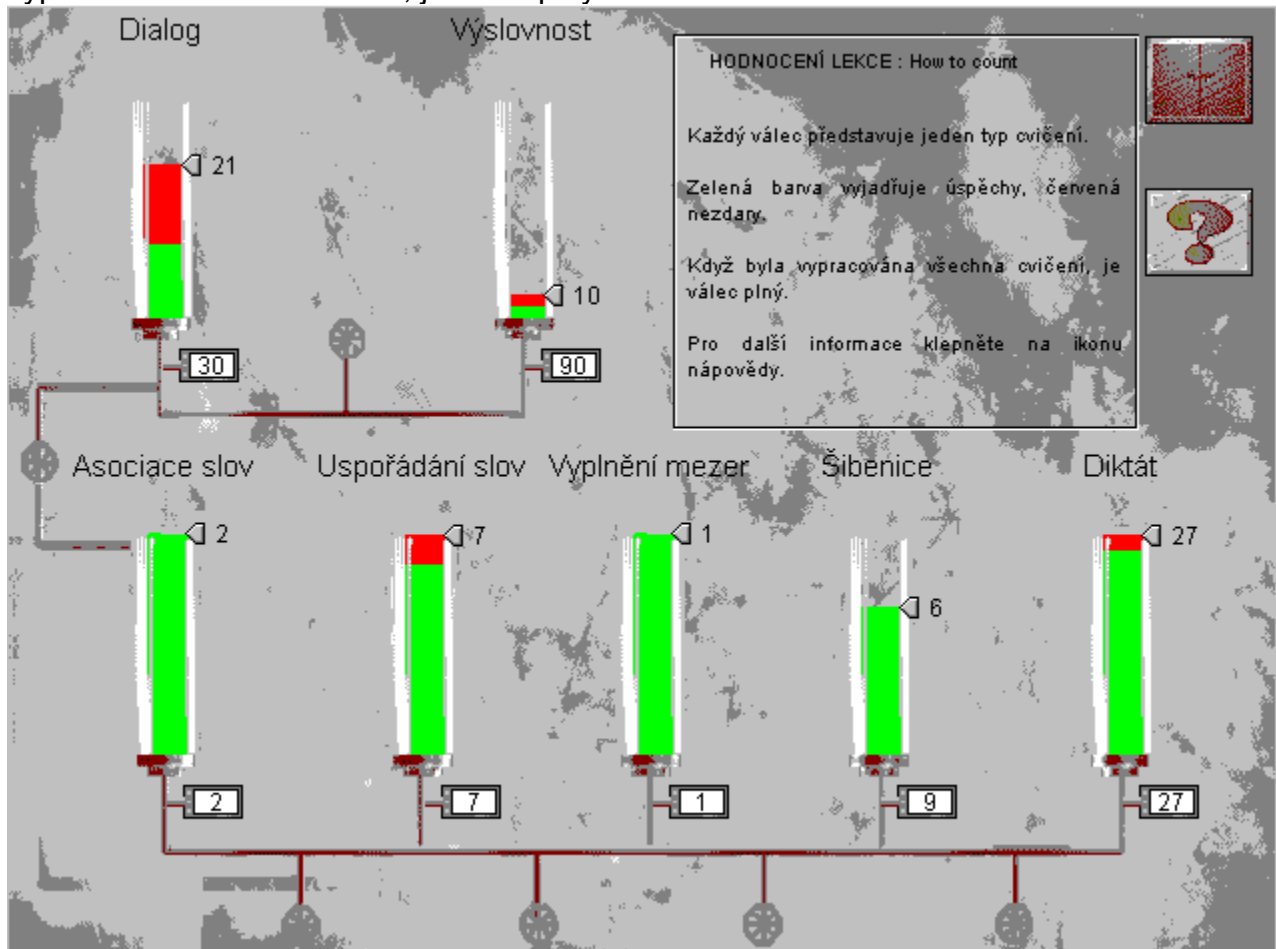 Dialog
Výslovnost
HODNOCENÍ LEKCE : How to count
Každý válec představuje jeden typ cvičení.
Zelená barva vyjadřuje úspěchy, červená
nezdary.
Když byla vypracována všechna cvičení, je
válec plný.
Pro další informace klepněte na ikonu
nápovědy.
21
10
30
90
Asociace slov
Uspořádání slov
Vyplnění mezer
Šibenice
Diktát
2
7
1
6
27
2
7
1
9
27